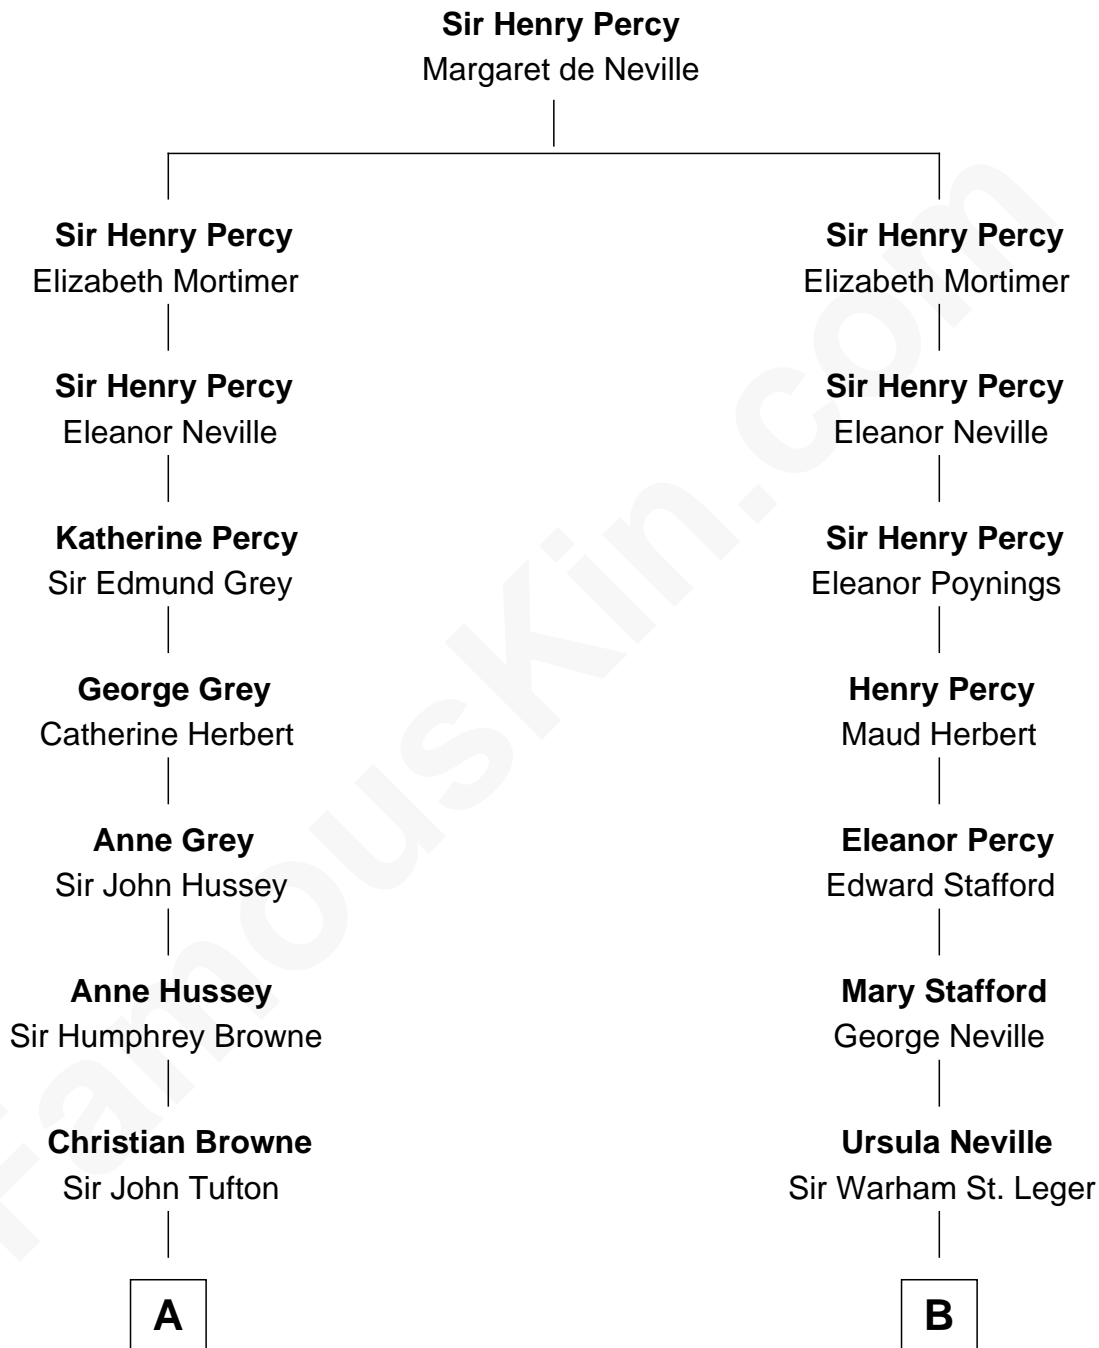 Sir Henry Percy
Margaret de Neville
Sir Henry Percy
Elizabeth Mortimer
Sir Henry Percy
Eleanor Neville
Katherine Percy
Sir Edmund Grey
George Grey
Catherine Herbert
Anne Grey
Sir John Hussey
Anne Hussey
Sir Humphrey Browne
Christian Browne
Sir John Tufton
A
Sir Henry Percy
Elizabeth Mortimer
Sir Henry Percy
Eleanor Neville
Sir Henry Percy
Eleanor Poynings
Henry Percy
Maud Herbert
Eleanor Percy
Edward Stafford
Mary Stafford
George Neville
Ursula Neville
Sir Warham St. Leger
B
FamousKin.com